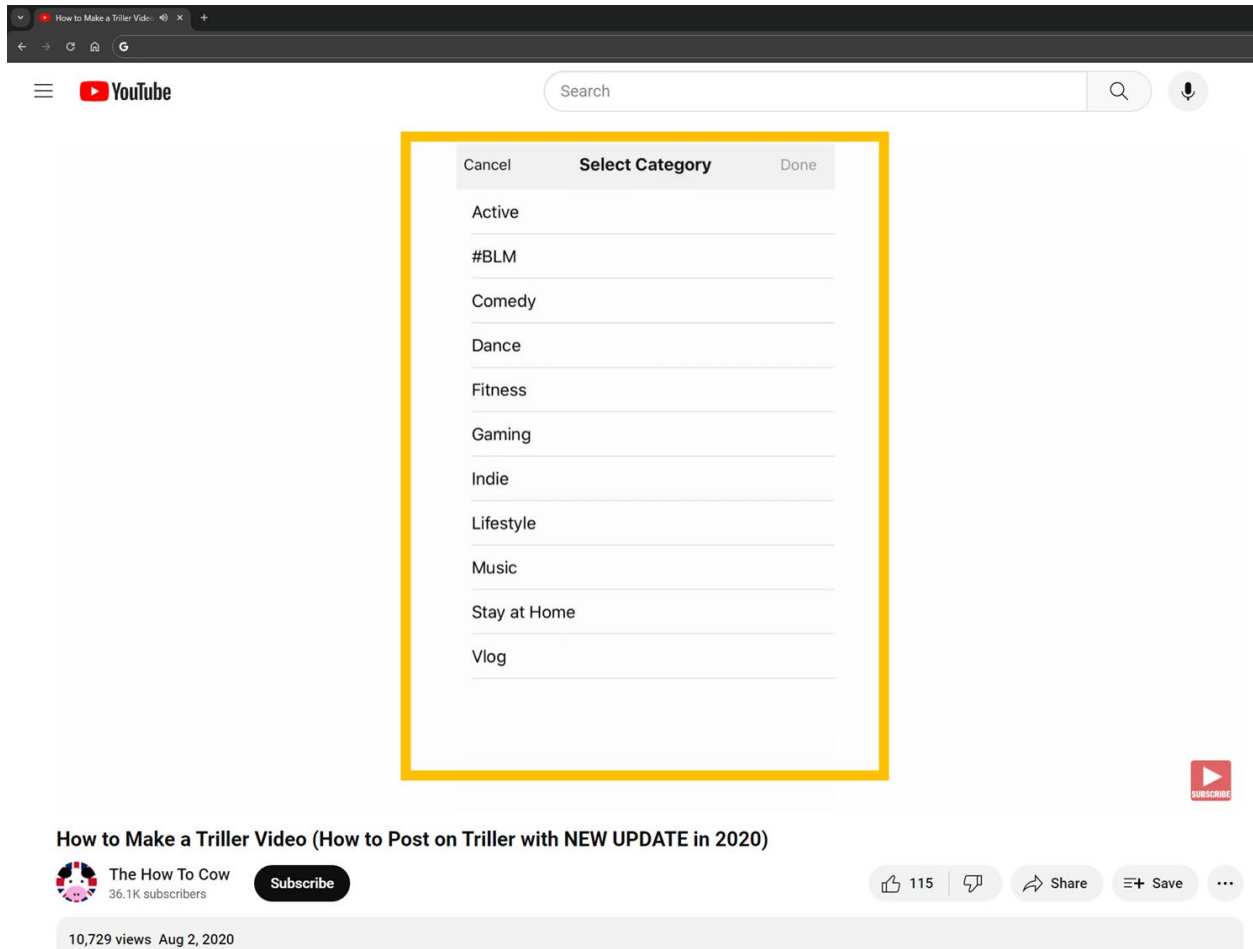 How to Make a Triller Video
G
YouTube
Search
Cancel Select Category Done
Active
#BLM
Comedy
Dance
Fitness
Gaming
Indie
Lifestyle
Music
Stay at Home
Vlog
SUBSCRIBE
How to Make a Triller Video (How to Post on Triller with NEW UPDATE in 2020)
The How To Cow
36.1K subscribers
Subscribe
115 Share Save
10,729 views Aug 2, 2020